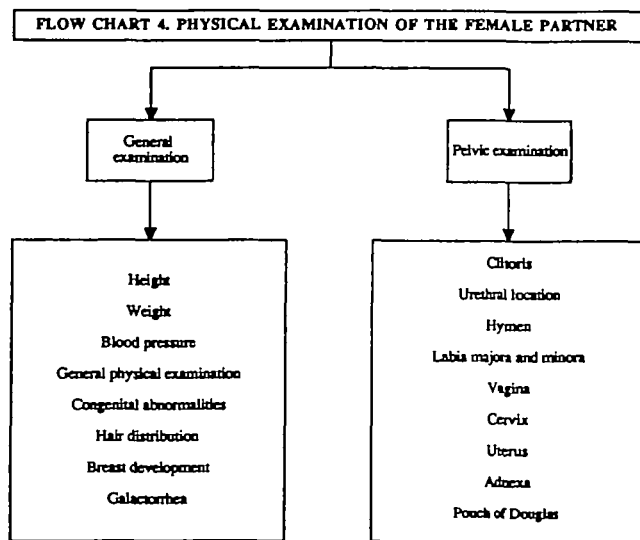 FLOW CHART 4. PHYSICAL EXAMINATION OF THE FEMALE PARTNER
General
examination
Pelvic examination
Height
Weight
Blood pressure
General physical examination
Congenital abnormalities
Hair distribution
Breast development
Galactorrhea
Clitoris
Urethral location
Hymen
Labia majora and minora
Vagina
Cervix
Uterus
Adnexa
Pouch of Douglas